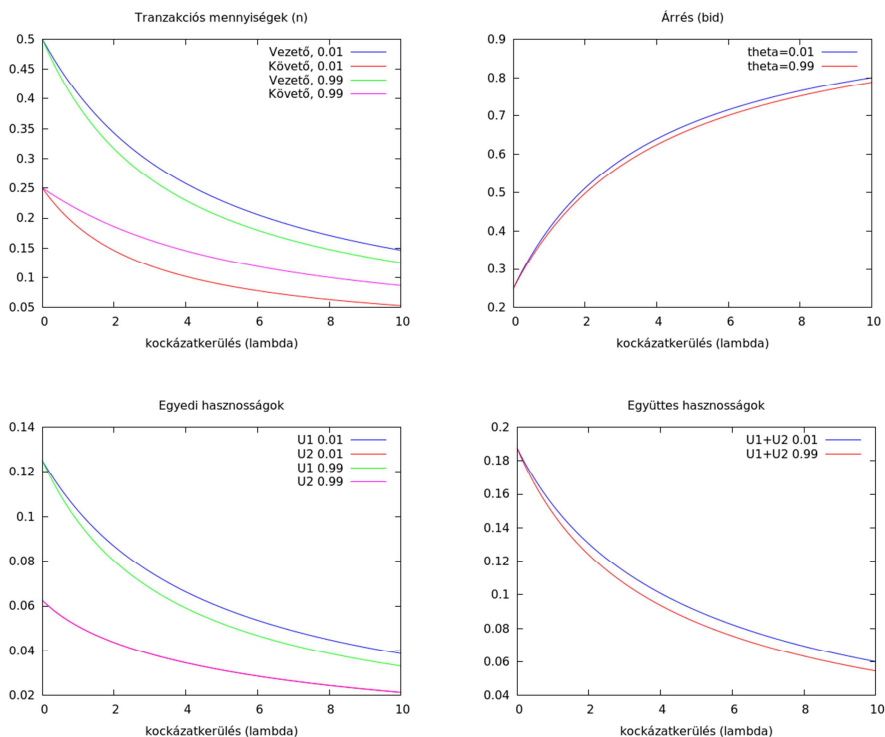 Tranzakciós mennyiségek (n)
0.5
0.45
0.4
0.35
0.3
0.25
0.2
0.15
0.1
0.05
Vezető, 0.01
Követő, 0.01
Vezető. 0.99
Követő, 0.99
0 2 4 6 8 10
kockázatkerülés (lambda)
Árrés (bid)
0.9
0.8
0.7
0.6
0.5
0.4
0.3
0.2
theta=0.01
theta=0.99
0 2 4 6 8 10
kockázatkerülés (lambda)
Egyedi hasznosságok
0.14
0.12
0.1
0.08
0.06
0.04
0.02
U1 0.01
U2 0.01
U1 0.99
U2 0.99
0 2 4 6 8 10
kockázatkerülés (lambda)
Együttes hasznosságok
0.2
0.18
0.16
0.14
0.12
0.1
0.08
0.06
0.04
U1+U2 0.01
U1+U2 0.99
0 2 4 6 8 10
kockázatkerülés (lambda)